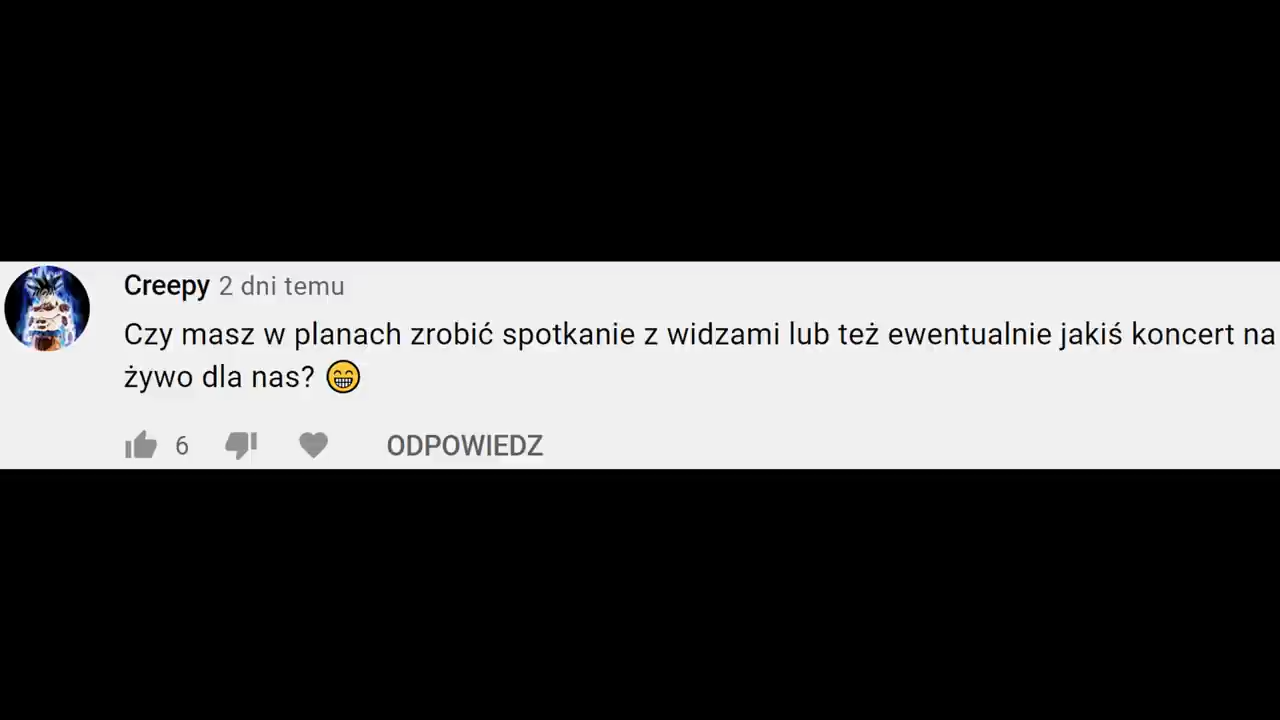 Creepy 2 dni temu
Czy masz w planach zrobić spotkanie z widzami lub też ewentualnie jakiś koncert na
żywo dla nas? 😁
6 ODPOWIEDZ